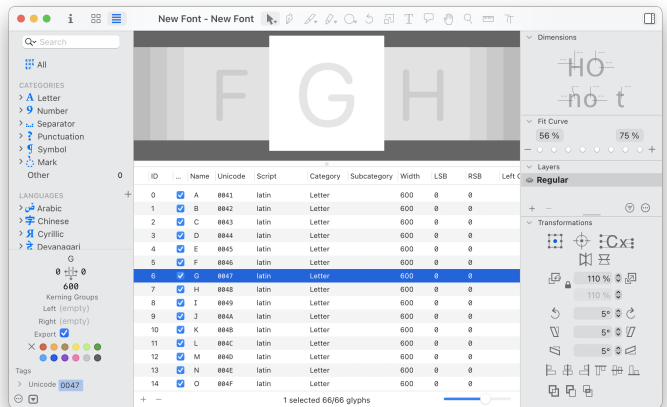 New Font - New Font
Search
All
CATEGORIES
A Letter
9 Number
Separator
? Punctuation
Symbol
Mark
Other 0
LANGUAGES +
Arabic
字 Chinese
Я Cyrillic
Devanagari
G
0 0
600
Kerning Groups
Left (empty)
Right (empty)
Export
Tags
Unicode 0047
F G H
ID ... Name Unicode Script Category Subcategory Width LSB RSB Left
0 A 0041 latin Letter 600 0 0
1 B 0042 latin Letter 600 0 0
2 C 0043 latin Letter 600 0 0
3 D 0044 latin Letter 600 0 0
4 E 0045 latin Letter 600 0 0
5 F 0046 latin Letter 600 0 0
6 G 0047 latin Letter 600 0 0
7 H 0048 latin Letter 600 0 0
8 I 0049 latin Letter 600 0 0
9 J 004A latin Letter 600 0 0
10 K 004B latin Letter 600 0 0
11 L 004C latin Letter 600 0 0
12 M 004D latin Letter 600 0 0
13 N 004E latin Letter 600 0 0
14 O 004F latin Letter 600 0 0
+ − 1 selected 66/66 glyphs
Dimensions
HO
no t
Fit Curve
56 % 75 %
Layers
Regular
Transformations
110 %
110 %
5°
5°
5°